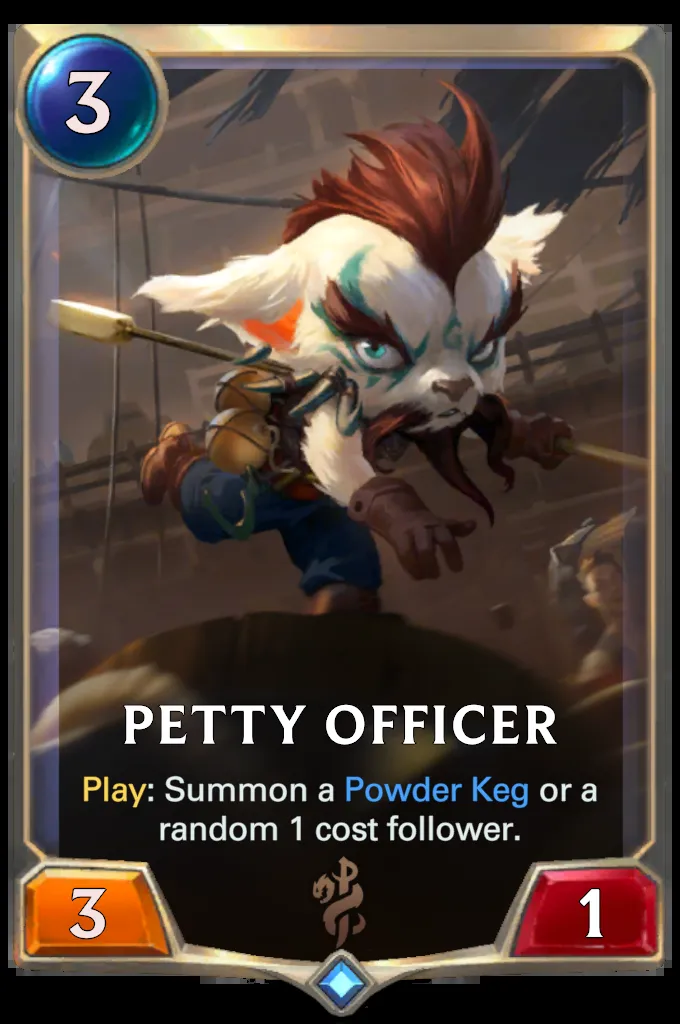 3
PETTY OFFICER
Play: Summon a Powder Keg or a
random 1 cost follower.
3
1